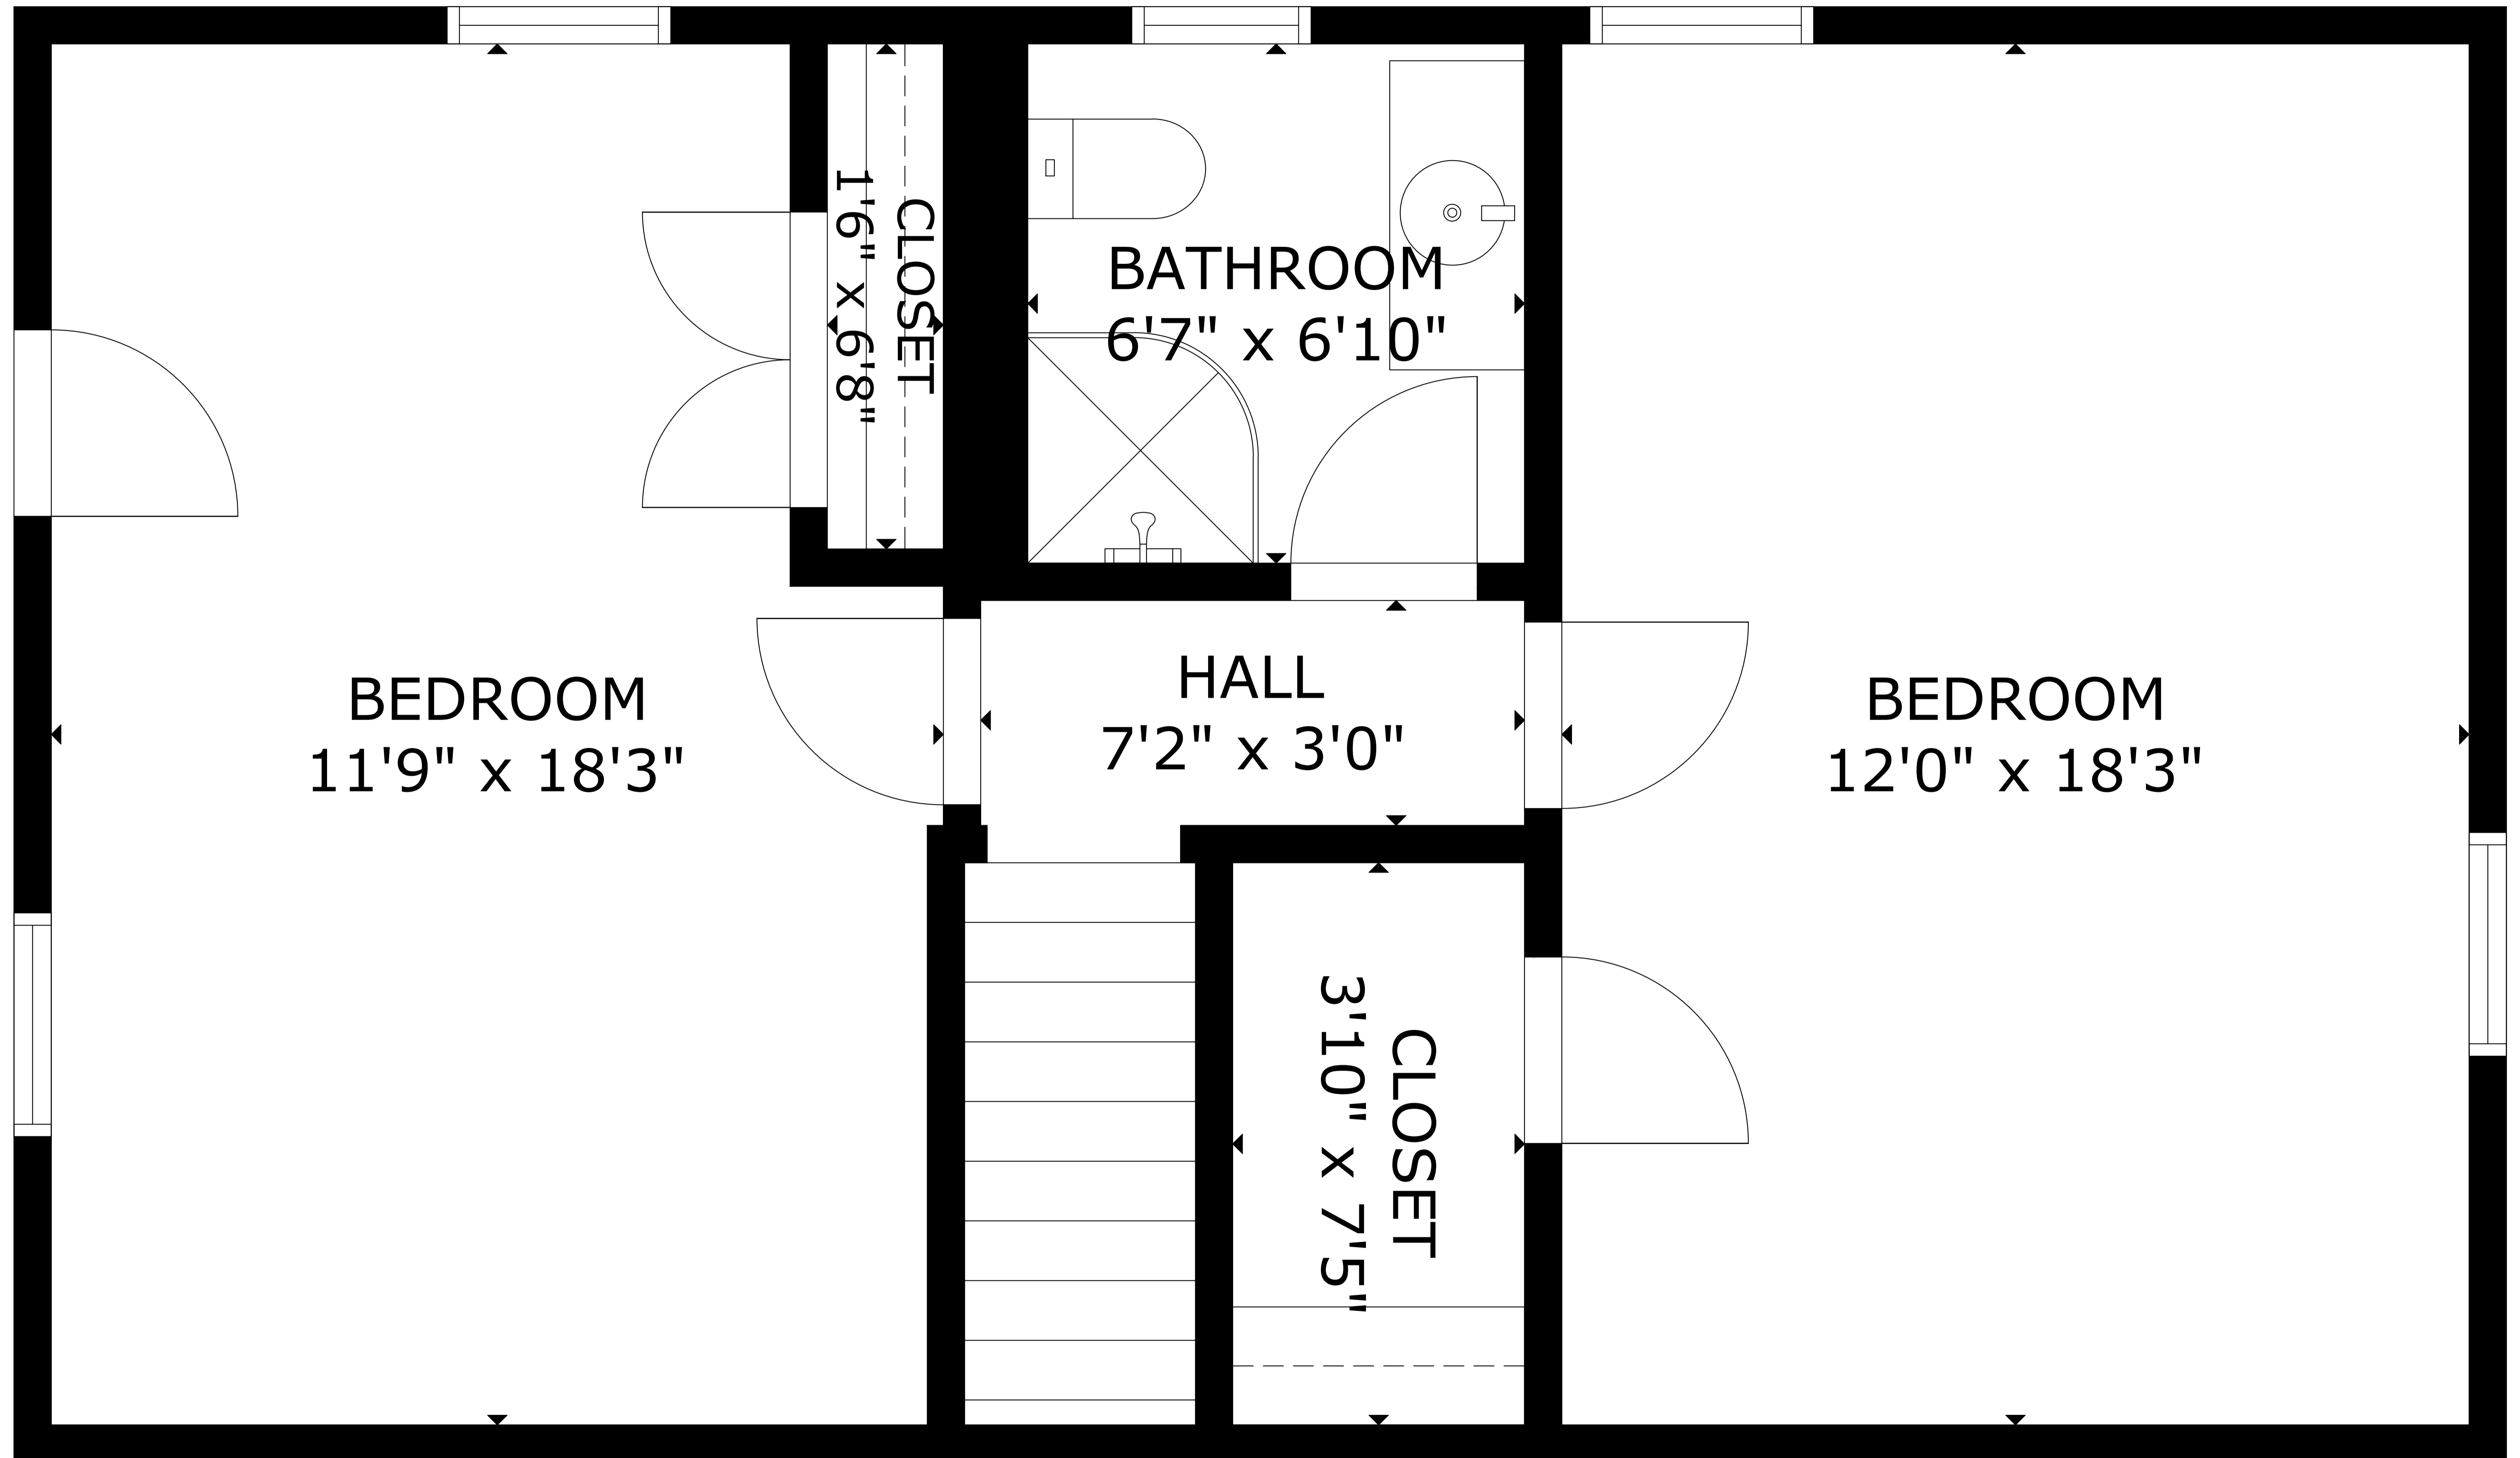 CLOSET
1'6" x 6'8"
BATHROOM
6'7" x 6'10"
BEDROOM
11'9" x 18'3"
HALL
7'2" x 3'0"
BEDROOM
12'0" x 18'3"
CLOSET
3'10" x 7'5"